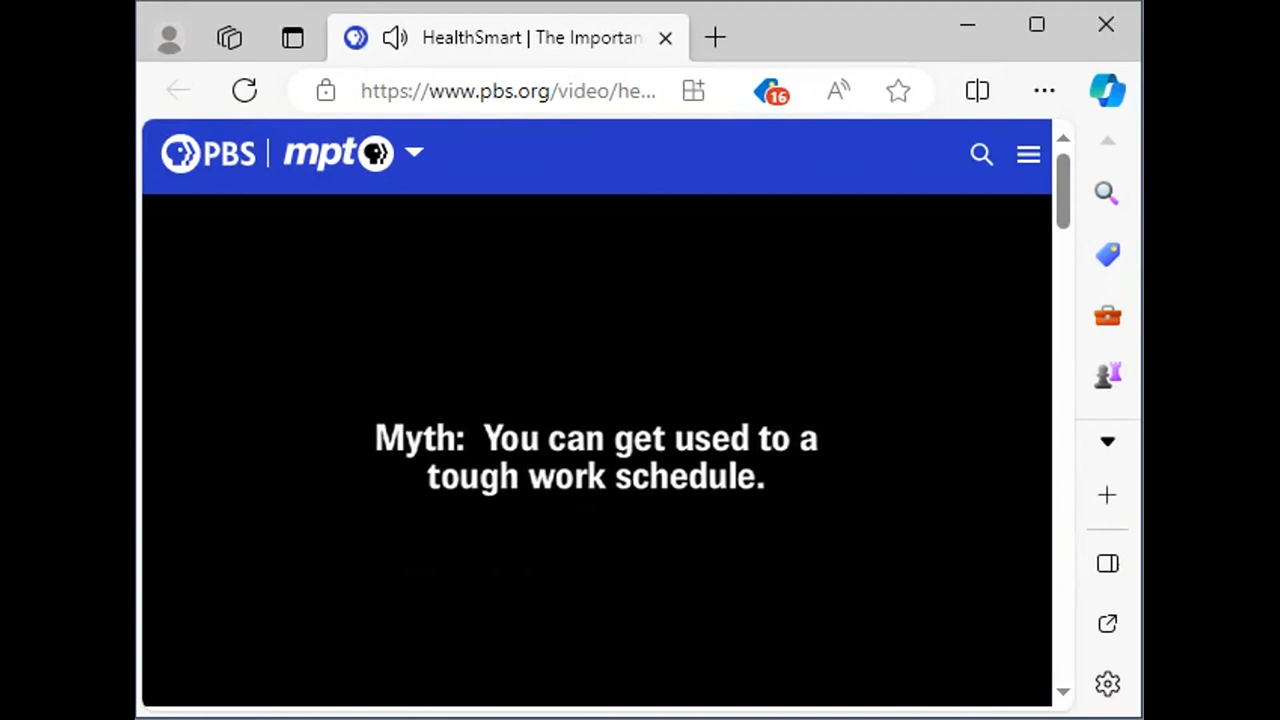 HealthSmart | The Importan
https://www.pbs.org/video/he...
16
PBS | mpt
Myth: You can get used to a
tough work schedule.